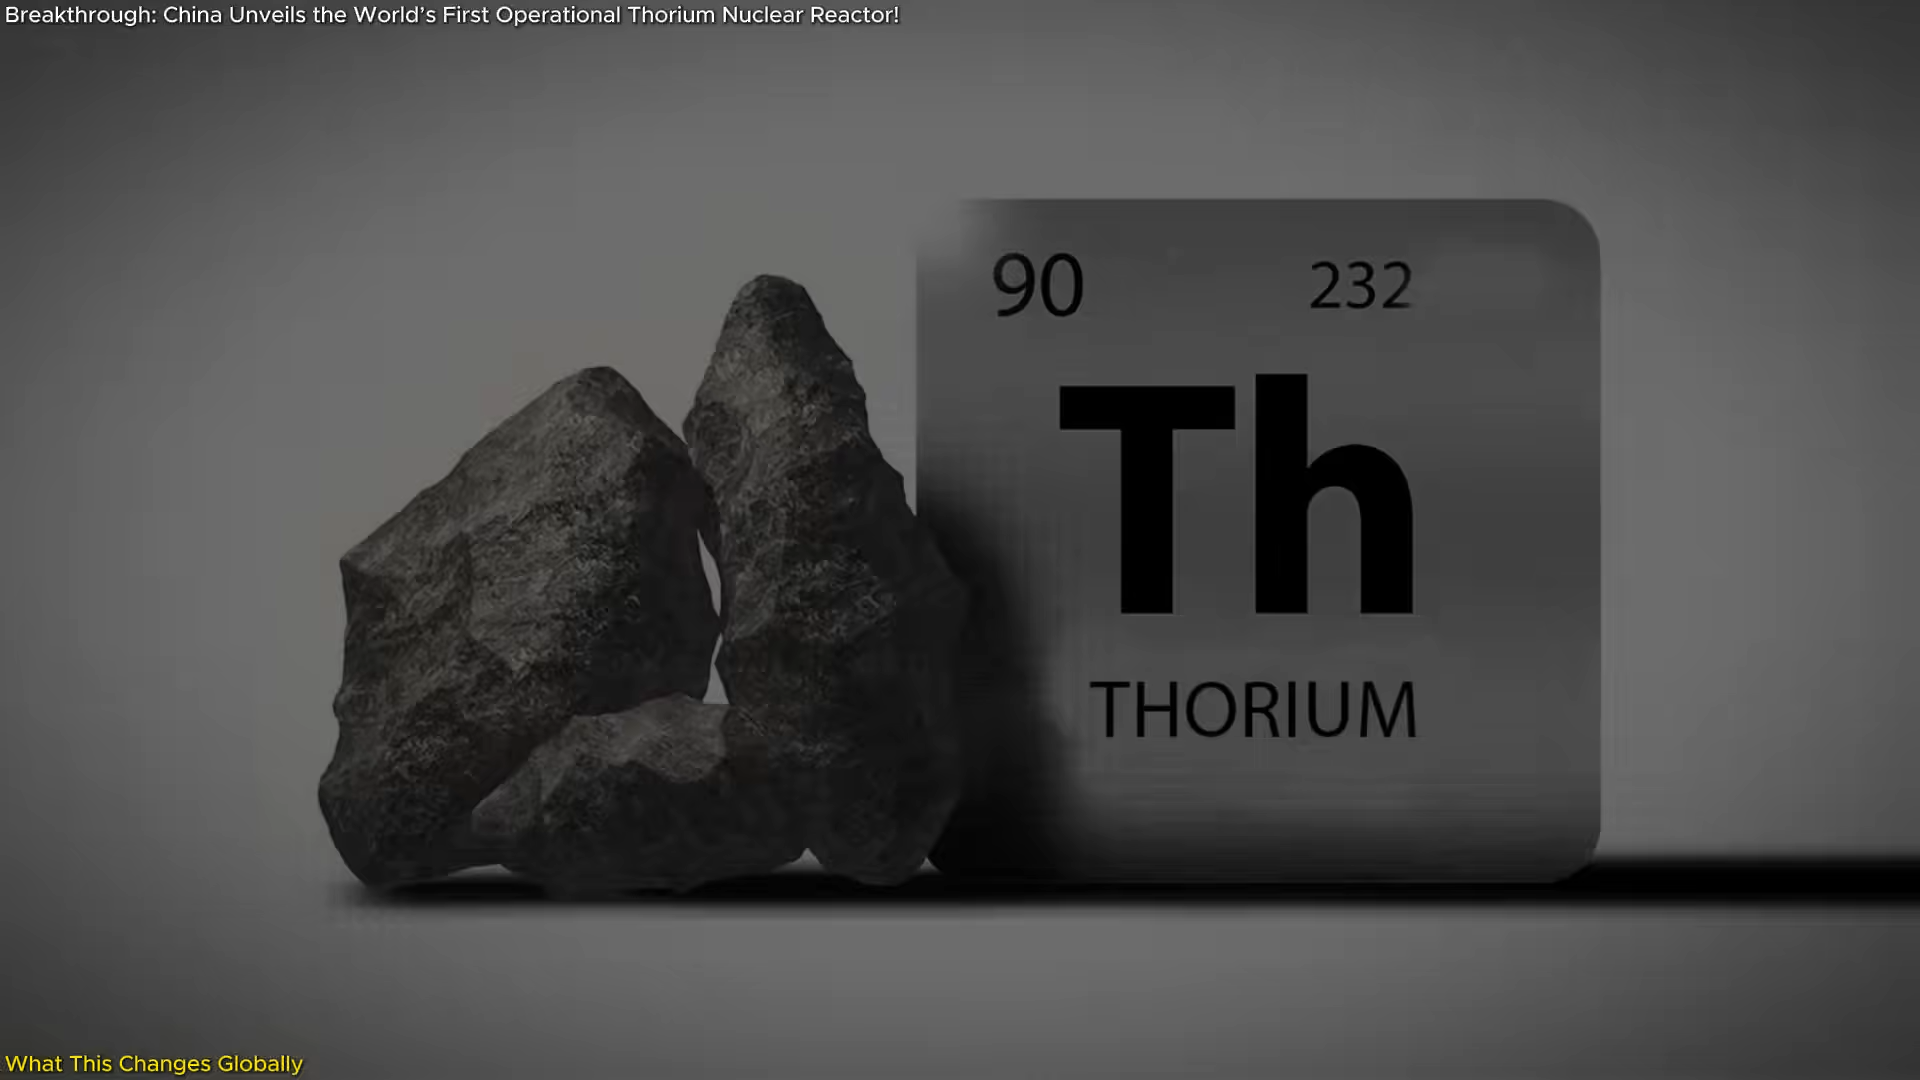 Breakthrough: China Unveils the World’s First Operational Thorium Nuclear Reactor!
90 232
Th
THORIUM
What This Changes Globally